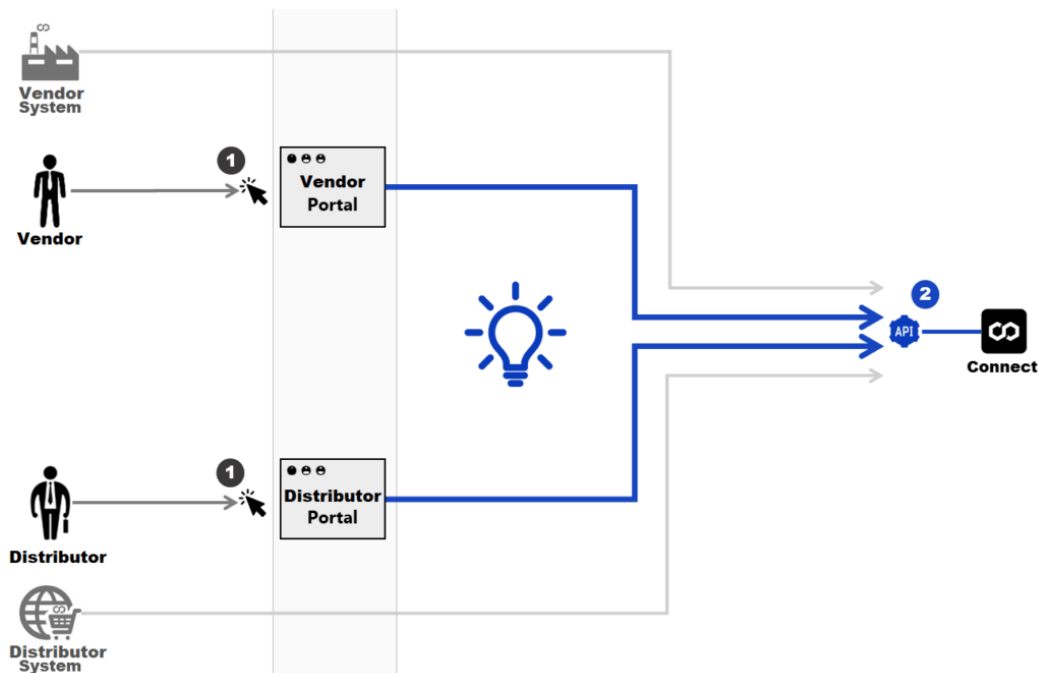 Vendor
System
1
Vendor
Portal
Vendor
2
API
Connect
1
Distributor
Portal
Distributor
Distributor
System